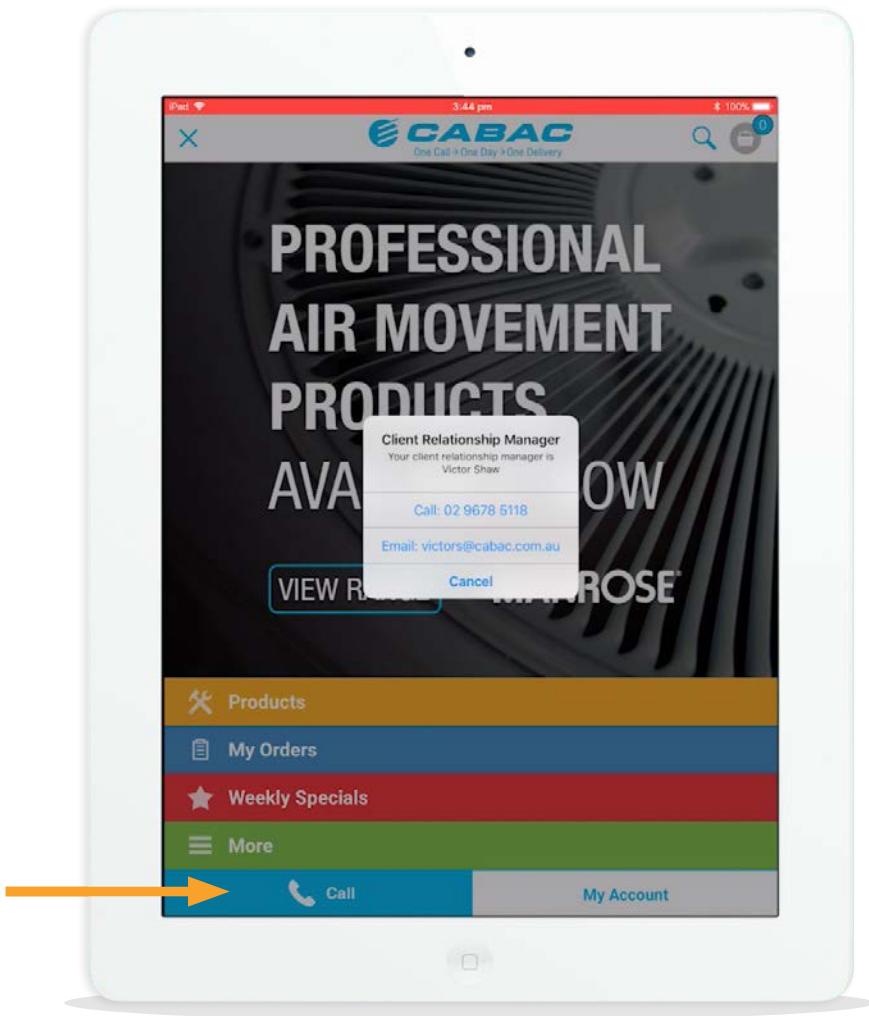 iPad 3:44 pm 100%
CABAC 0
One Call > One Day > One Delivery
PROFESSIONAL
AIR MOVEMENT
PRODUCTS
Client Relationship Manager
Your client relationship manager is
Victor Shaw
AVA OW
Call: 02 9678 5118
Email: victors@cabac.com.au
Cancel
VIEW ROSE
Products
My Orders
Weekly Specials
More
Call My Account